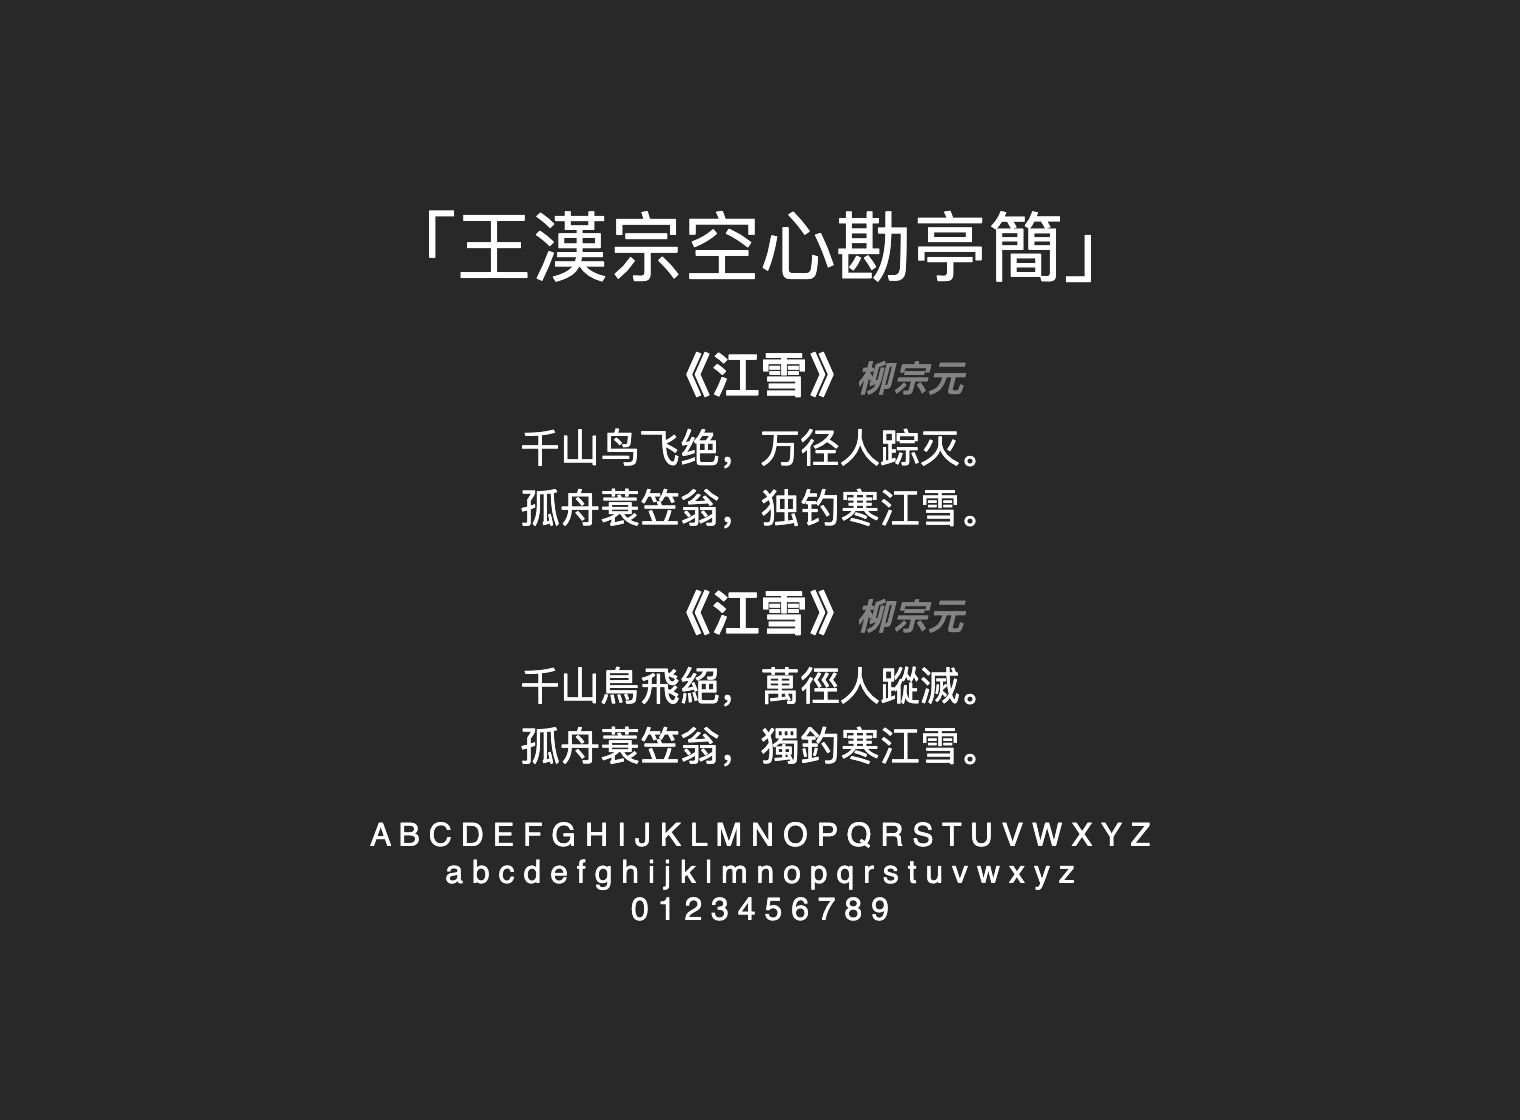 「王漢宗空心勘亭簡」
《江雪》 柳宗元
千山鸟飞绝，万径人踪灭。
孤舟蓑笠翁，独钓寒江雪。
《江雪》 柳宗元
千山鳥飛絕，萬徑人蹤滅。
孤舟蓑笠翁，獨釣寒江雪。
A B C D E F G H I J K L M N O P Q R S T U V W X Y Z
a b c d e f g h i j k l m n o p q r s t u v w x y z
0 1 2 3 4 5 6 7 8 9